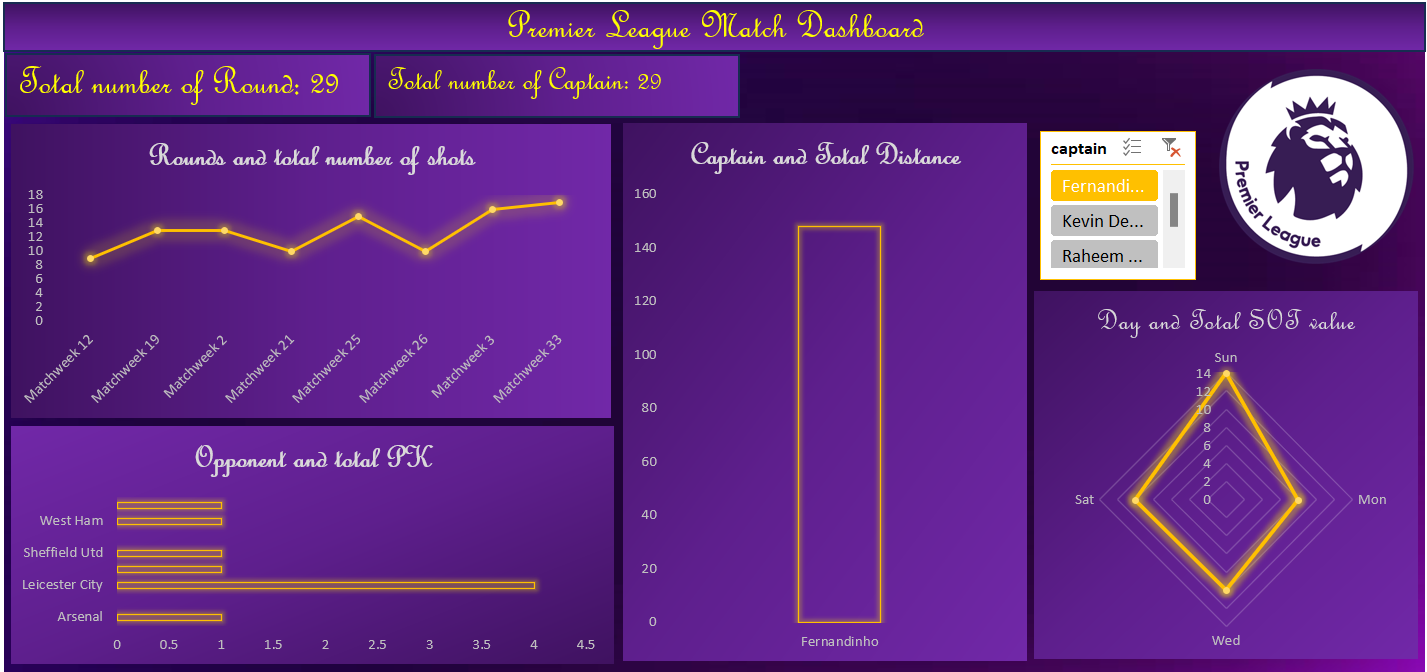 Premier League Match Dashboard
Total number of Round: 29
Total number of Captain: 29
Rounds and total number of shots
18
16
14
12
10
8
6
4
2
0
Matchweek 12
Matchweek 19
Matchweek 2
Matchweek 21
Matchweek 25
Matchweek 26
Matchweek 3
Matchweek 33
Opponent and total PK
West Ham
Sheffield Utd
Leicester City
Arsenal
0 0.5 1 1.5 2 2.5 3 3.5 4 4.5
Captain and Total Distance
160
140
120
100
80
60
40
20
0
Fernandinho
captain
Fernandi...
Kevin De...
Raheem ...
Premier League
Day and Total SOT value
Sun
14
12
10
8
6
4
2
0
Sat
Mon
Wed